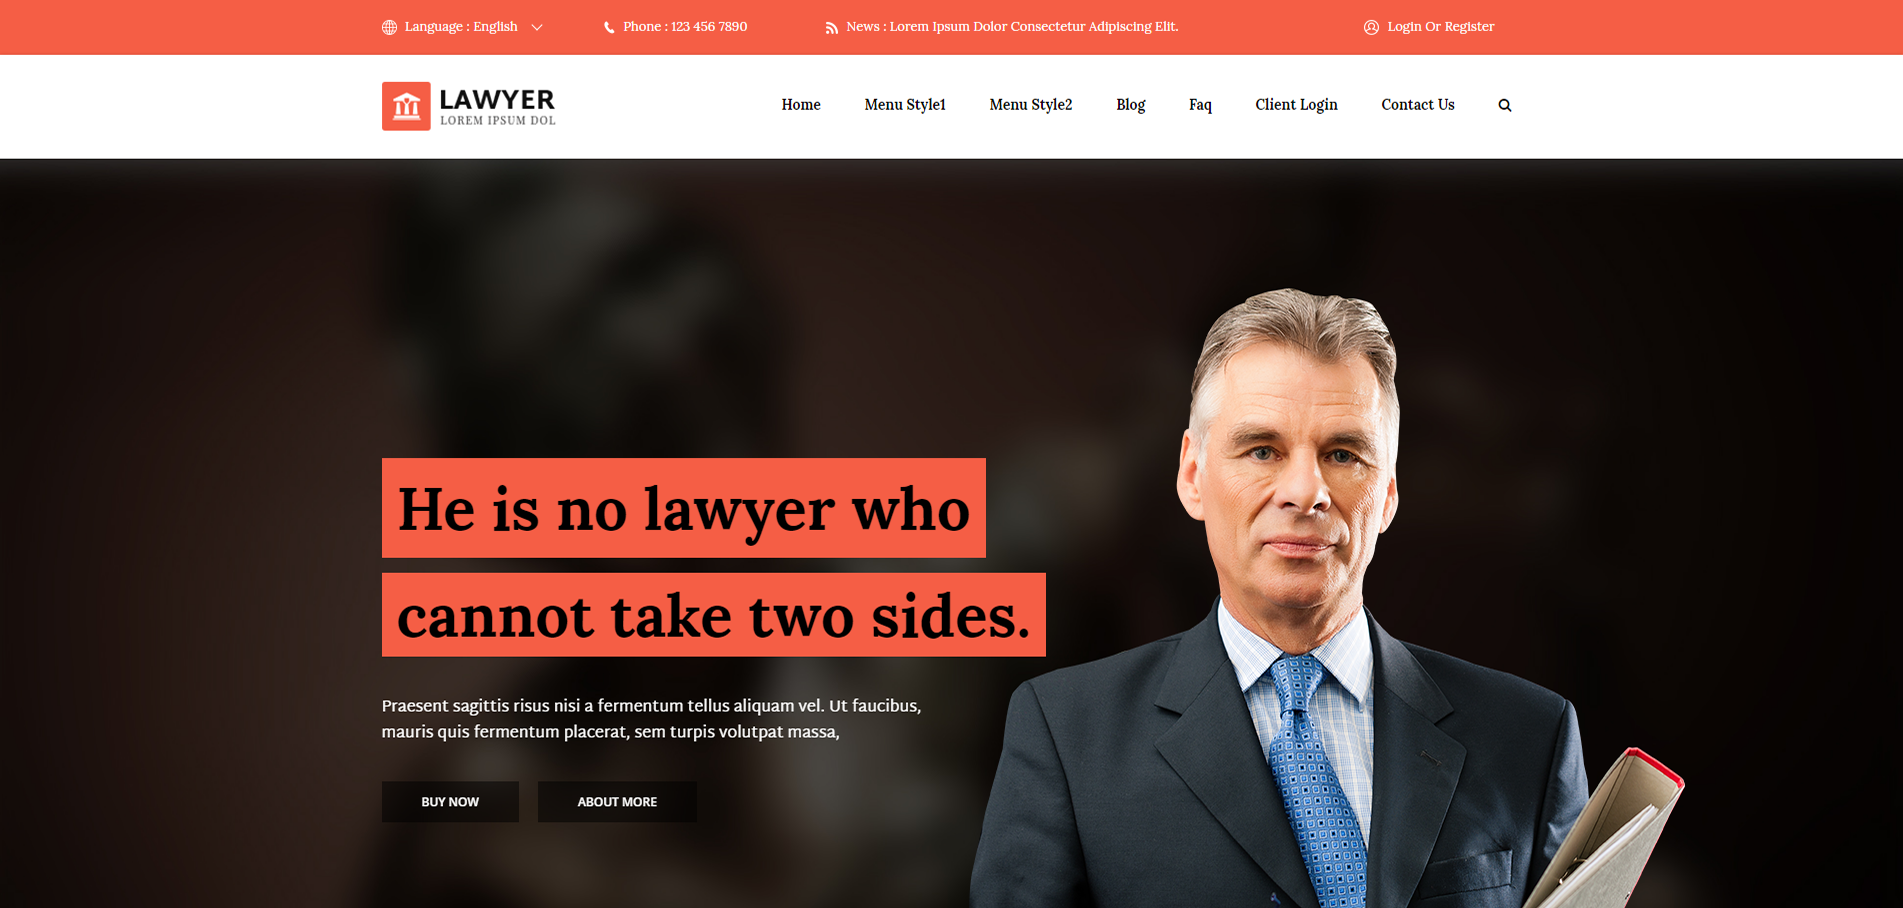 Language : English
Phone : 123 456 7890
News : Lorem Ipsum Dolor Consectetur Adipiscing Elit.
Login Or Register
LAWYER
LOREM IPSUM DOL
Home
Menu Style1
Menu Style2
Blog
Faq
Client Login
Contact Us
He is no lawyer who
cannot take two sides.
Praesent sagittis risus nisi a fermentum tellus aliquam vel. Ut faucibus,
mauris quis fermentum placerat, sem turpis volutpat massa,
BUY NOW
ABOUT MORE